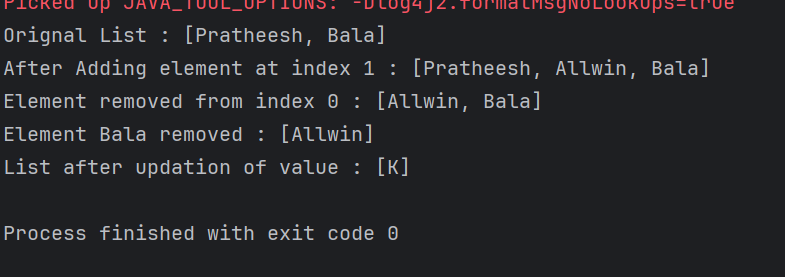 Picked up JAVA_TOOL_OPTIONS: -Dlog4j2.formatMsgNoLookups=true
Orignal List : [Pratheesh, Bala]
After Adding element at index 1 : [Pratheesh, Allwin, Bala]
Element removed from index 0 : [Allwin, Bala]
Element Bala removed : [Allwin]
List after updation of value : [K]
Process finished with exit code 0